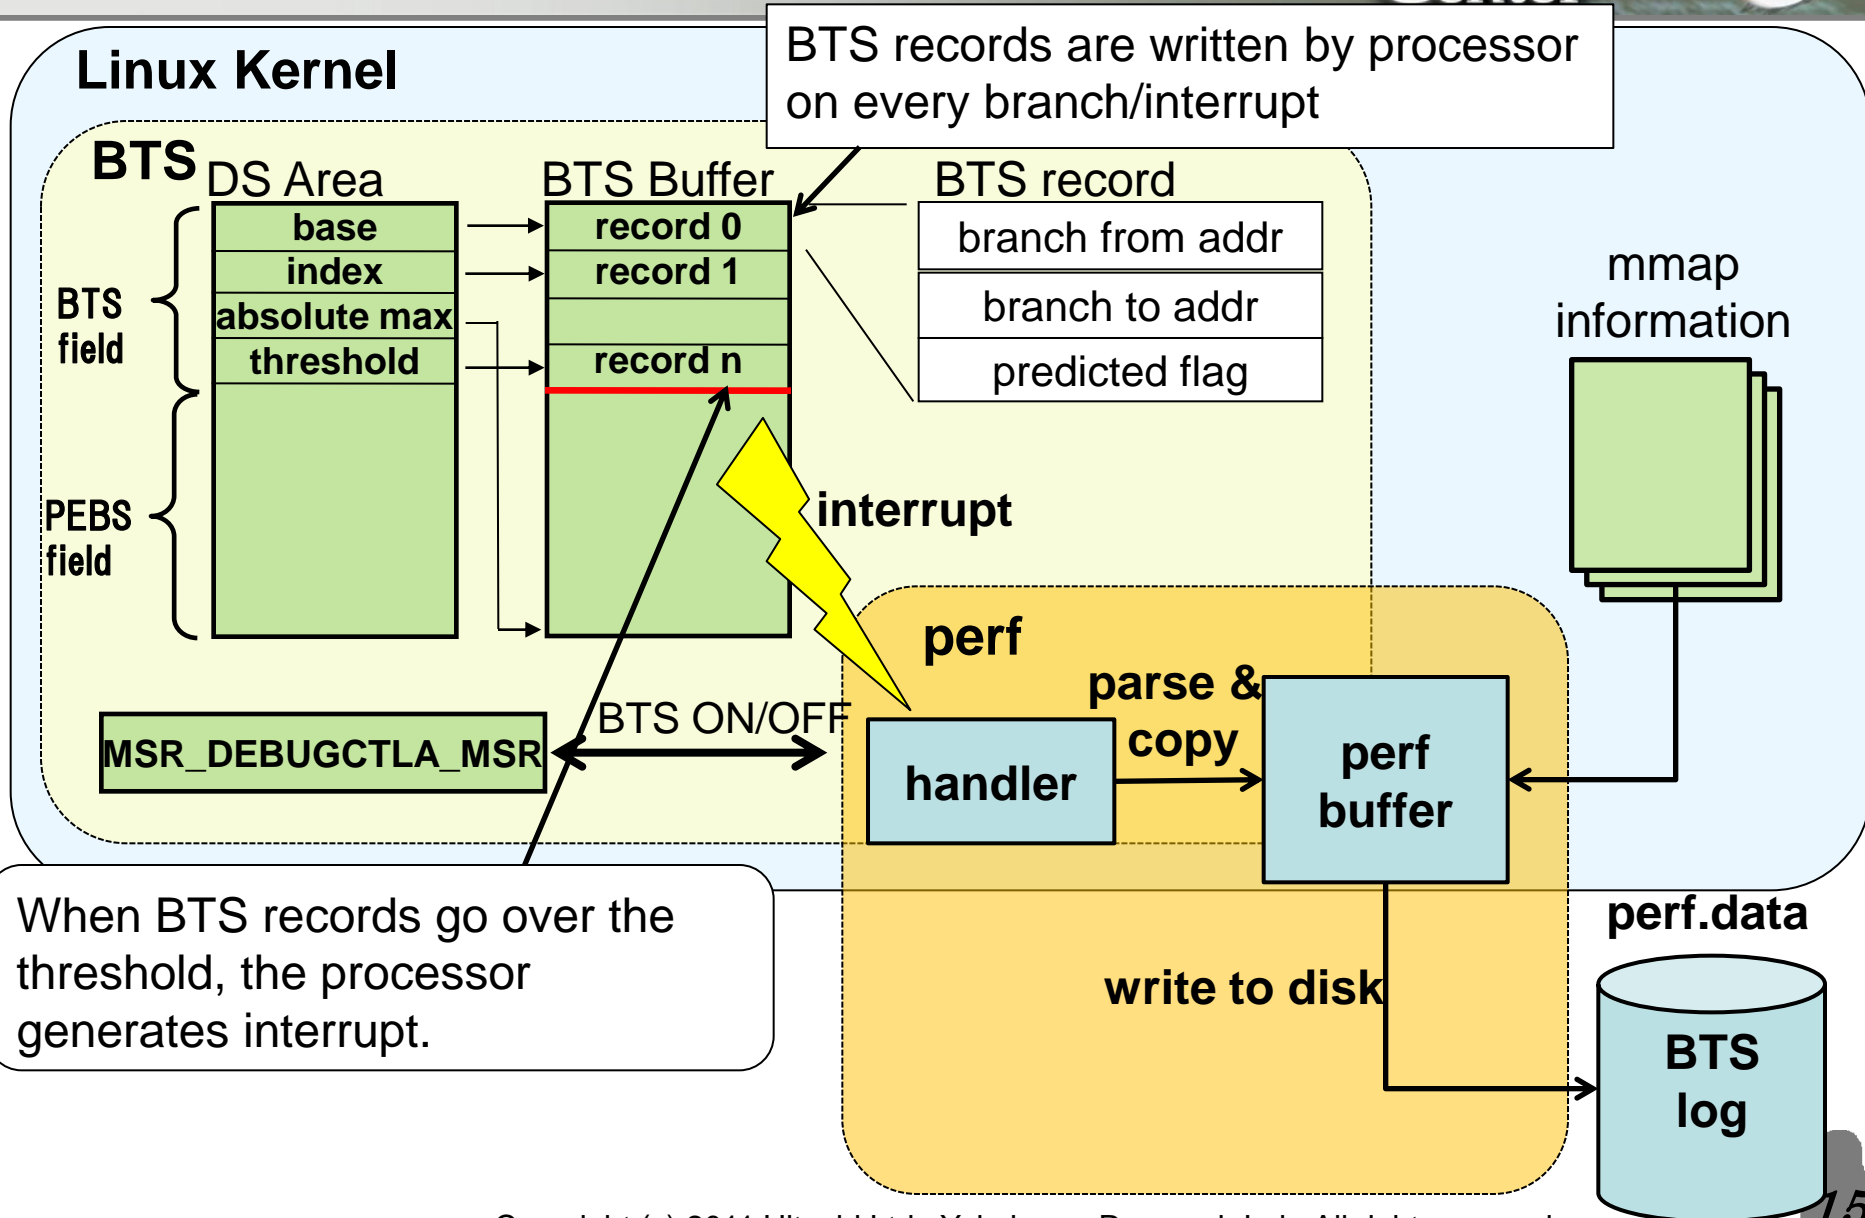 BTS records are written by processor
on every branch/interrupt
Linux Kernel
BTS
DS Area
BTS Buffer
BTS record
base
index
absolute max
threshold
record 0
record 1
record n
branch from addr
branch to addr
predicted flag
BTS
field
PEBS
field
mmap
information
interrupt
perf
parse &
copy
BTS ON/OFF
MSR_DEBUGCTLA_MSR
handler
perf
buffer
When BTS records go over the
threshold, the processor
generates interrupt.
write to disk
perf.data
BTS
log
15